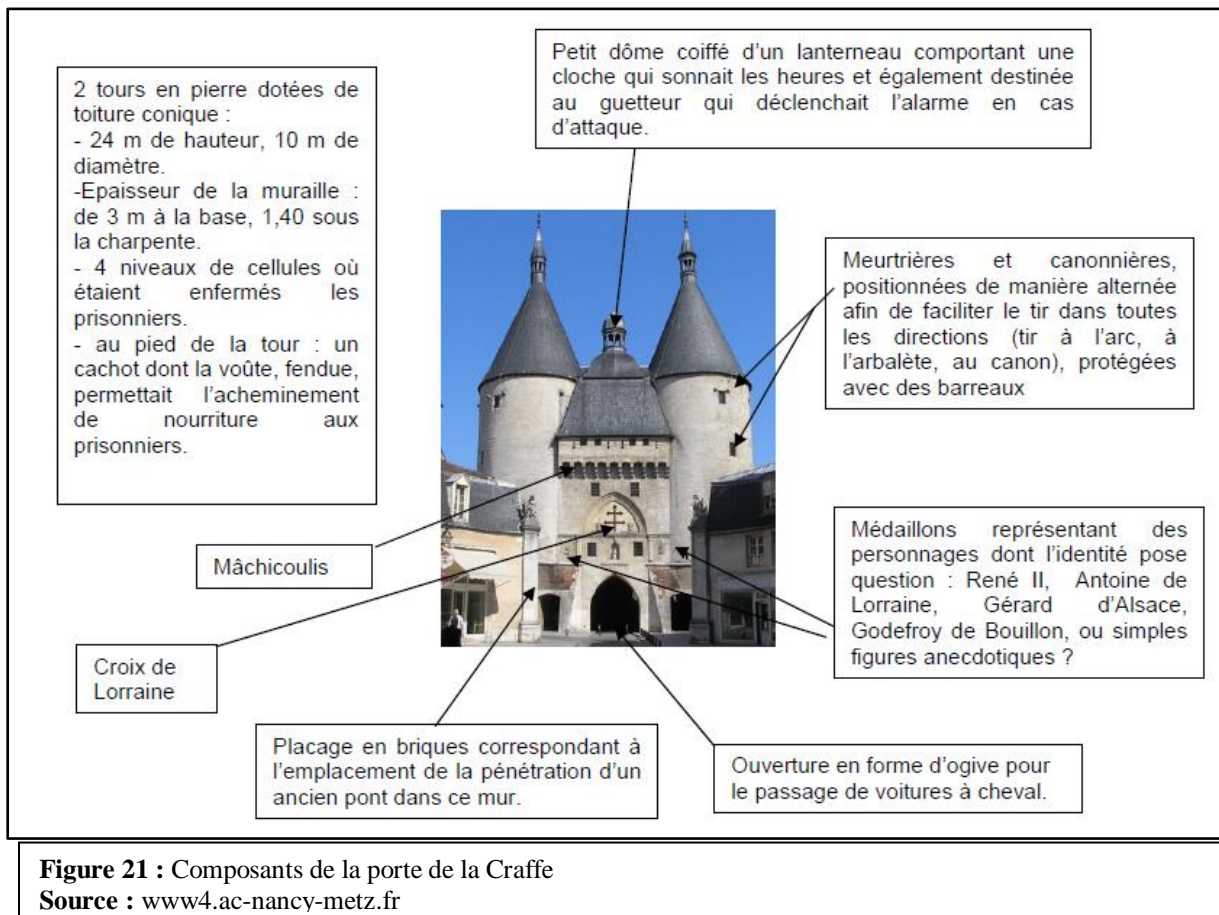 Petit dôme coiffé d'un lanterneau comportant une
cloche qui sonnait les heures et également destinée
au guetteur qui déclenchait l'alarme en cas
d'attaque.
2 tours en pierre dotées de
toiture conique :
- 24 m de hauteur, 10 m de
diamètre.
-Epaisseur de la muraille :
de 3 m à la base, 1,40 sous
la charpente.
- 4 niveaux de cellules où
étaient enfermés les
prisonniers.
- au pied de la tour : un
cachot dont la voûte, fendue,
permettait l'acheminement
de nourriture aux
prisonniers.
Meurtrières et canonnières,
positionnées de manière alternée
afin de faciliter le tir dans toutes
les directions (tir à l'arc, à
l'arbalète, au canon), protégées
avec des barreaux
Mâchicoulis
Médaillons représentant des
personnages dont l'identité pose
question : René II, Antoine de
Lorraine, Gérard d'Alsace,
Godefroy de Bouillon, ou simples
figures anecdotiques ?
Croix de
Lorraine
Placage en briques correspondant à
l'emplacement de la pénétration d'un
ancien pont dans ce mur.
Ouverture en forme d'ogive pour
le passage de voitures à cheval.
Figure 21 : Composants de la porte de la Craffe
Source : www4.ac-nancy-metz.fr